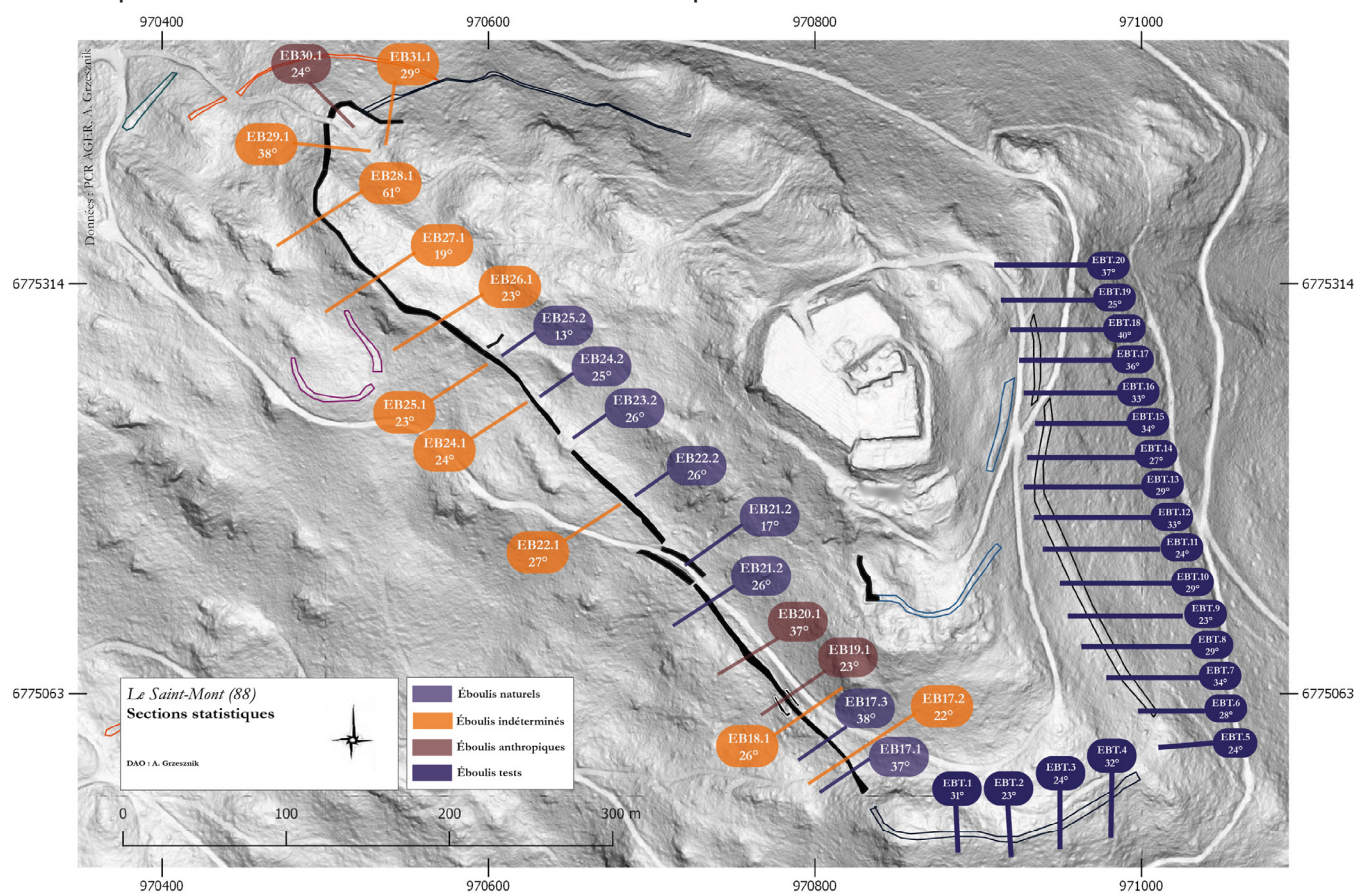 970400
970600
970800
971000
EB30.1
24°
EB31.1
29°
Données : PCR AGER, A. Grzesznik
EB29.1
38°
EB28.1
61°
EB27.1
19°
EBT.20
37°
6775314
6775314
EB26.1
23°
EBT.19
25°
EB25.2
13°
EBT.18
40°
EB24.2
25°
EBT.17
36°
EB23.2
26°
EBT.16
33°
EB25.1
23°
EBT.15
34°
EB24.1
24°
EBT.14
27°
EB22.2
26°
EBT.13
29°
EB21.2
17°
EBT.12
33°
EB22.1
27°
EBT.11
24°
EB21.2
26°
EBT.10
29°
EB20.1
37°
EBT.9
23°
EB19.1
23°
EBT.8
29°
EBT.7
34°
6775063
6775063
EB17.3
38°
EB17.2
22°
EBT.6
28°
EB18.1
26°
EB17.1
37°
EBT.5
24°
EBT.4
32°
EBT.3
24°
EBT.2
23°
EBT.1
31°
Le Saint-Mont (88)
Sections statistiques
DAO : A. Grzesznik
Éboulis naturels
Éboulis indéterminés
Éboulis anthropiques
Éboulis tests
0
100
200
300 m
970400
970600
970800
971000